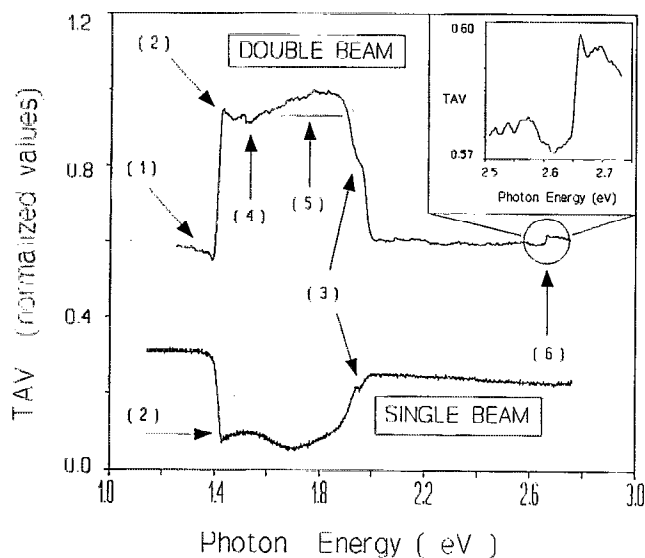 1.2
( 2 )
DOUBLE BEAM
0.60
TAV
0.57
2.5
2.6
2.7
Photon Energy (eV)
0.8
( 1 )
( 4 )
( 5 )
( 3 )
( 6 )
0.4
( 2 )
SINGLE BEAM
0.0
1.0
1.4
1.8
2.2
2.6
3.0
TAV (normalized values)
Photon Energy ( eV )